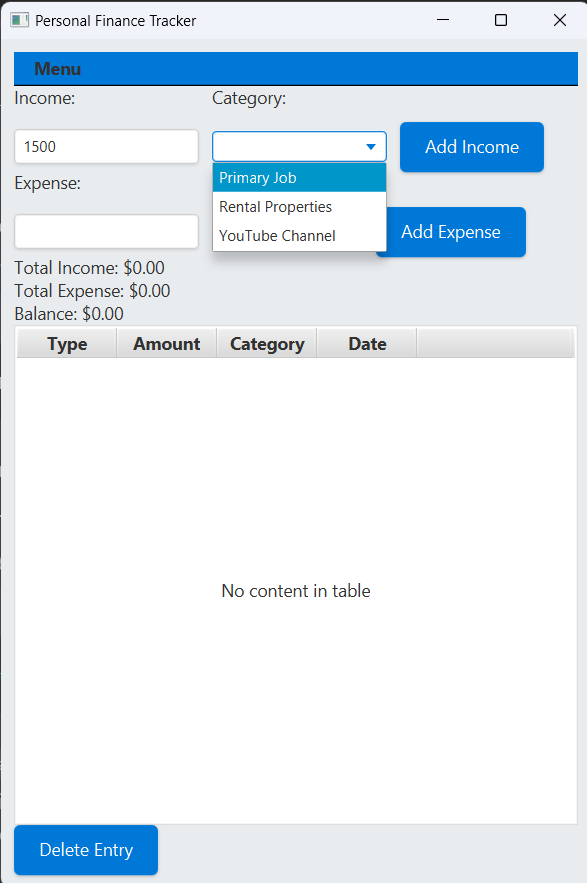 Personal Finance Tracker
Menu
Income: Category:
1500 Add Income
Primary Job
Expense:
Rental Properties
Add Expense
YouTube Channel
Total Income: $0.00
Total Expense: $0.00
Balance: $0.00
Type Amount Category Date
No content in table
Delete Entry